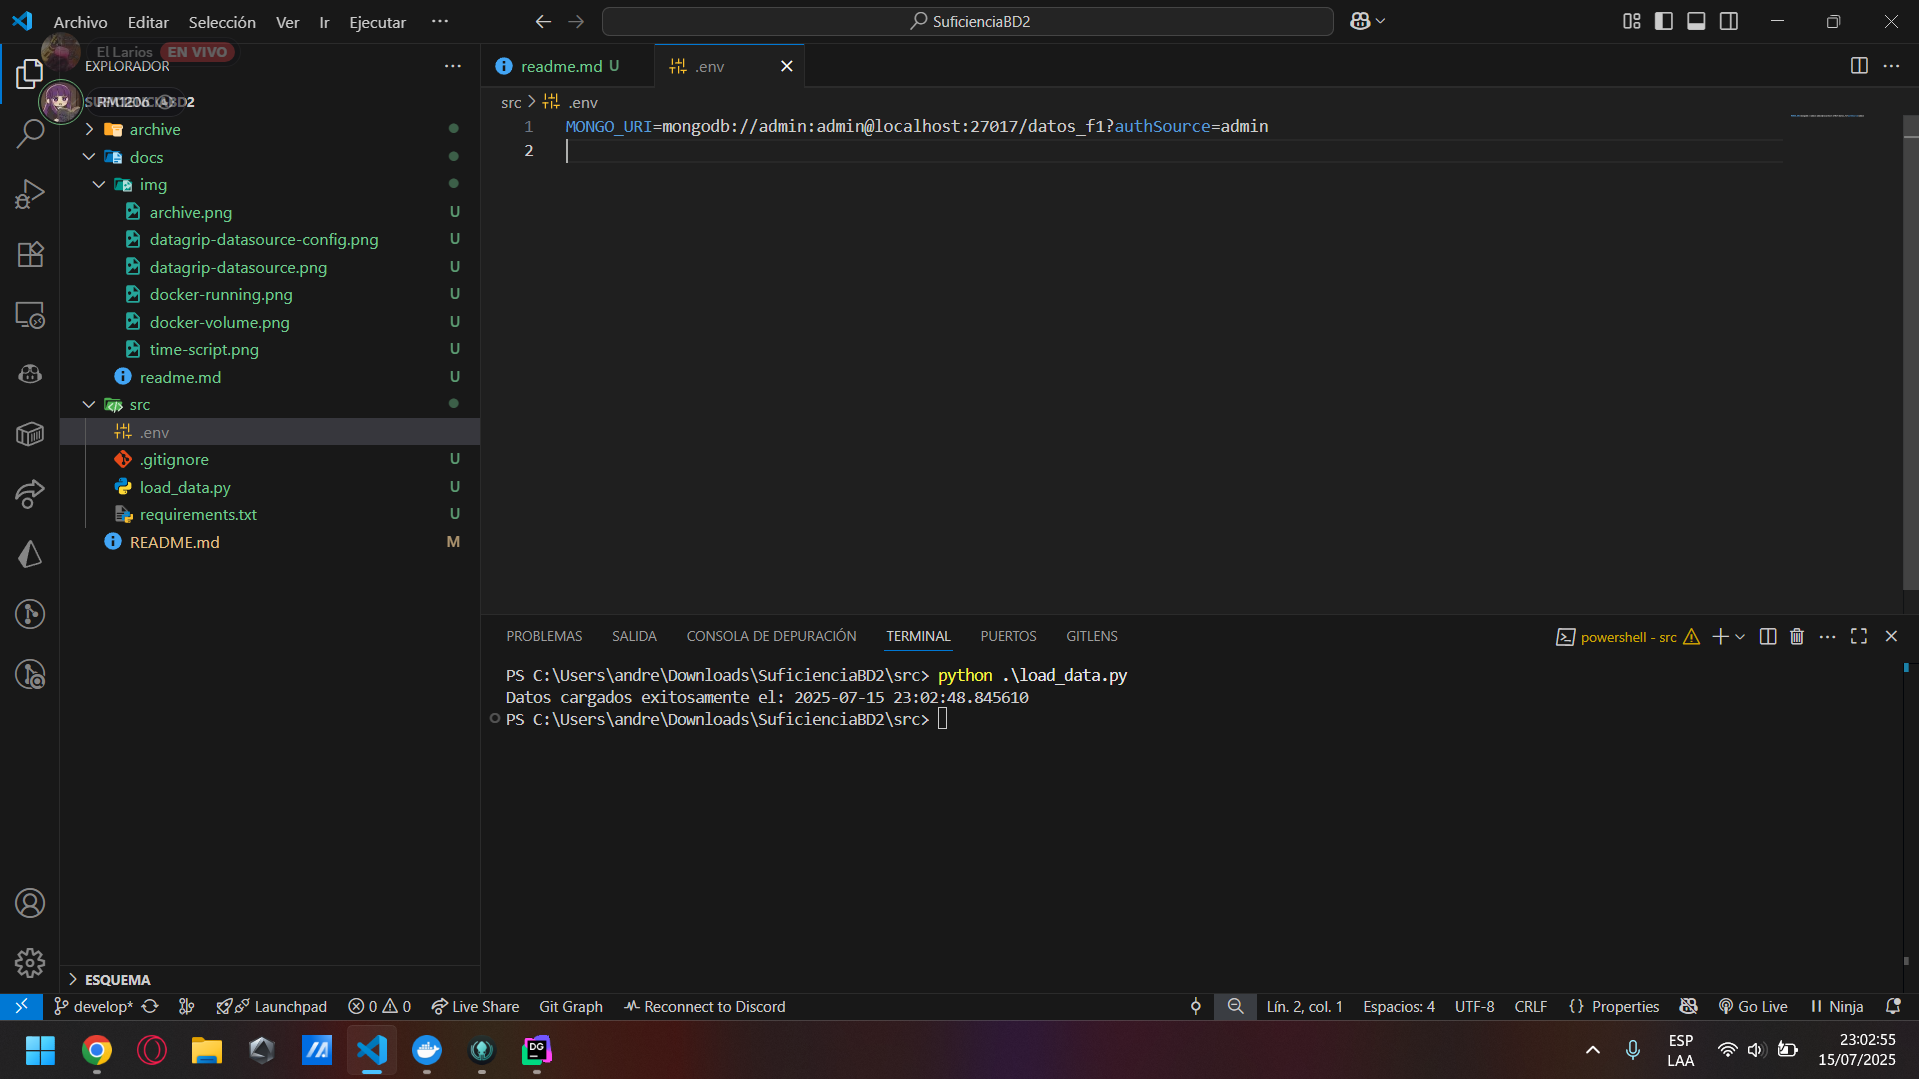 Archivo Editar Selección Ver Ir Ejecutar ···
SuficienciaBD2
El Larios EN VIVO
EXPLORADOR
RM1206 2
archive
docs
img
archive.png U
datagrip-datasource-config.png U
datagrip-datasource.png U
docker-running.png U
docker-volume.png U
time-script.png U
readme.md U
src
.env
.gitignore U
load_data.py U
requirements.txt U
README.md M
ESQUEMA
readme.md U
.env
src > .env
1 MONGO_URI=mongodb://admin:admin@localhost:27017/datos_f1?authSource=admin
2
PROBLEMAS SALIDA CONSOLA DE DEPURACIÓN TERMINAL PUERTOS GITLENS
powershell - src
PS C:\Users\andre\Downloads\SuficienciaBD2\src> python .\load_data.py
Datos cargados exitosamente el: 2025-07-15 23:02:48.845610
PS C:\Users\andre\Downloads\SuficienciaBD2\src>
develop* Launchpad 0 0 Live Share Git Graph Reconnect to Discord
Lín. 2, col. 1 Espacios: 4 UTF-8 CRLF {} Properties Go Live Ninja
DG
ESP
LAA
23:02:55
15/07/2025